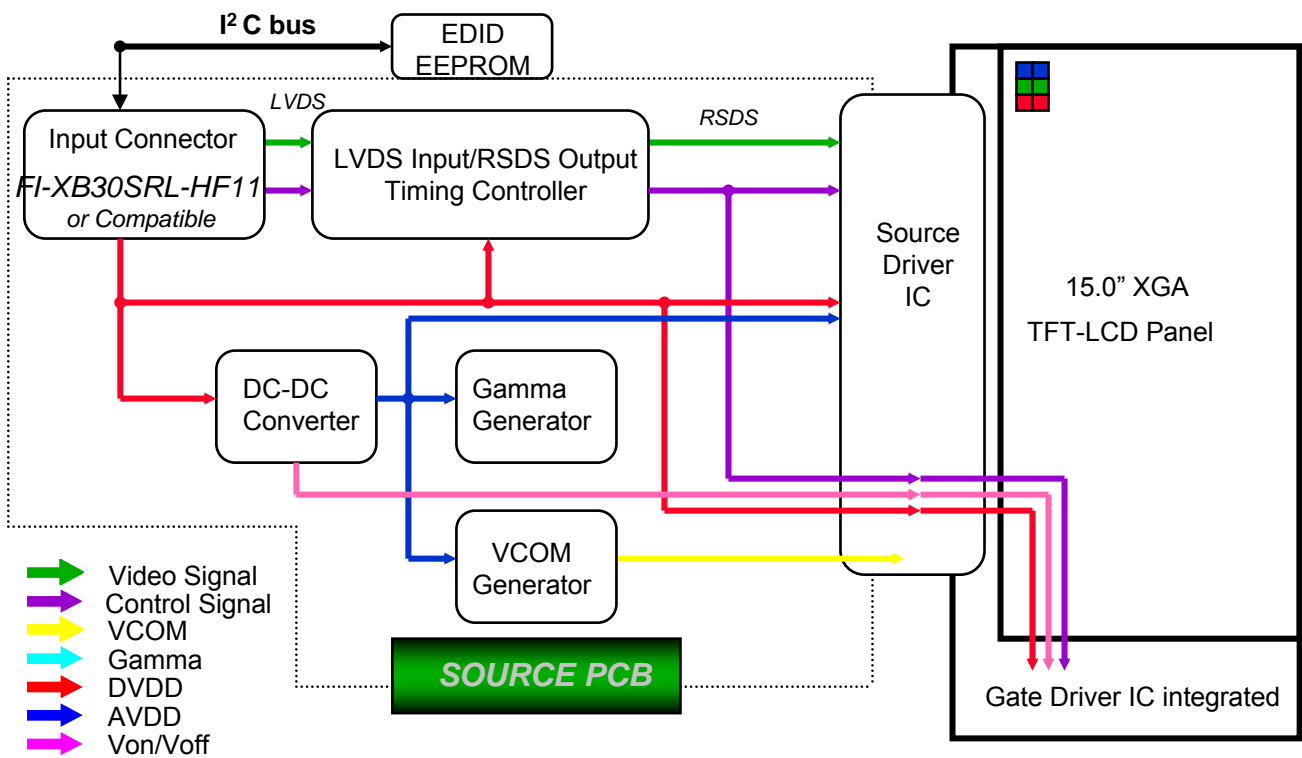 I² C bus
EDID
EEPROM
LVDS
RSDS
Input Connector
FI-XB30SRL-HF11
or Compatible
LVDS Input/RSDS Output
Timing Controller
Source
Driver
IC
15.0” XGA
TFT-LCD Panel
DC-DC
Converter
Gamma
Generator
VCOM
Generator
Video Signal
Control Signal
VCOM
Gamma
DVDD
AVDD
Von/Voff
SOURCE PCB
Gate Driver IC integrated